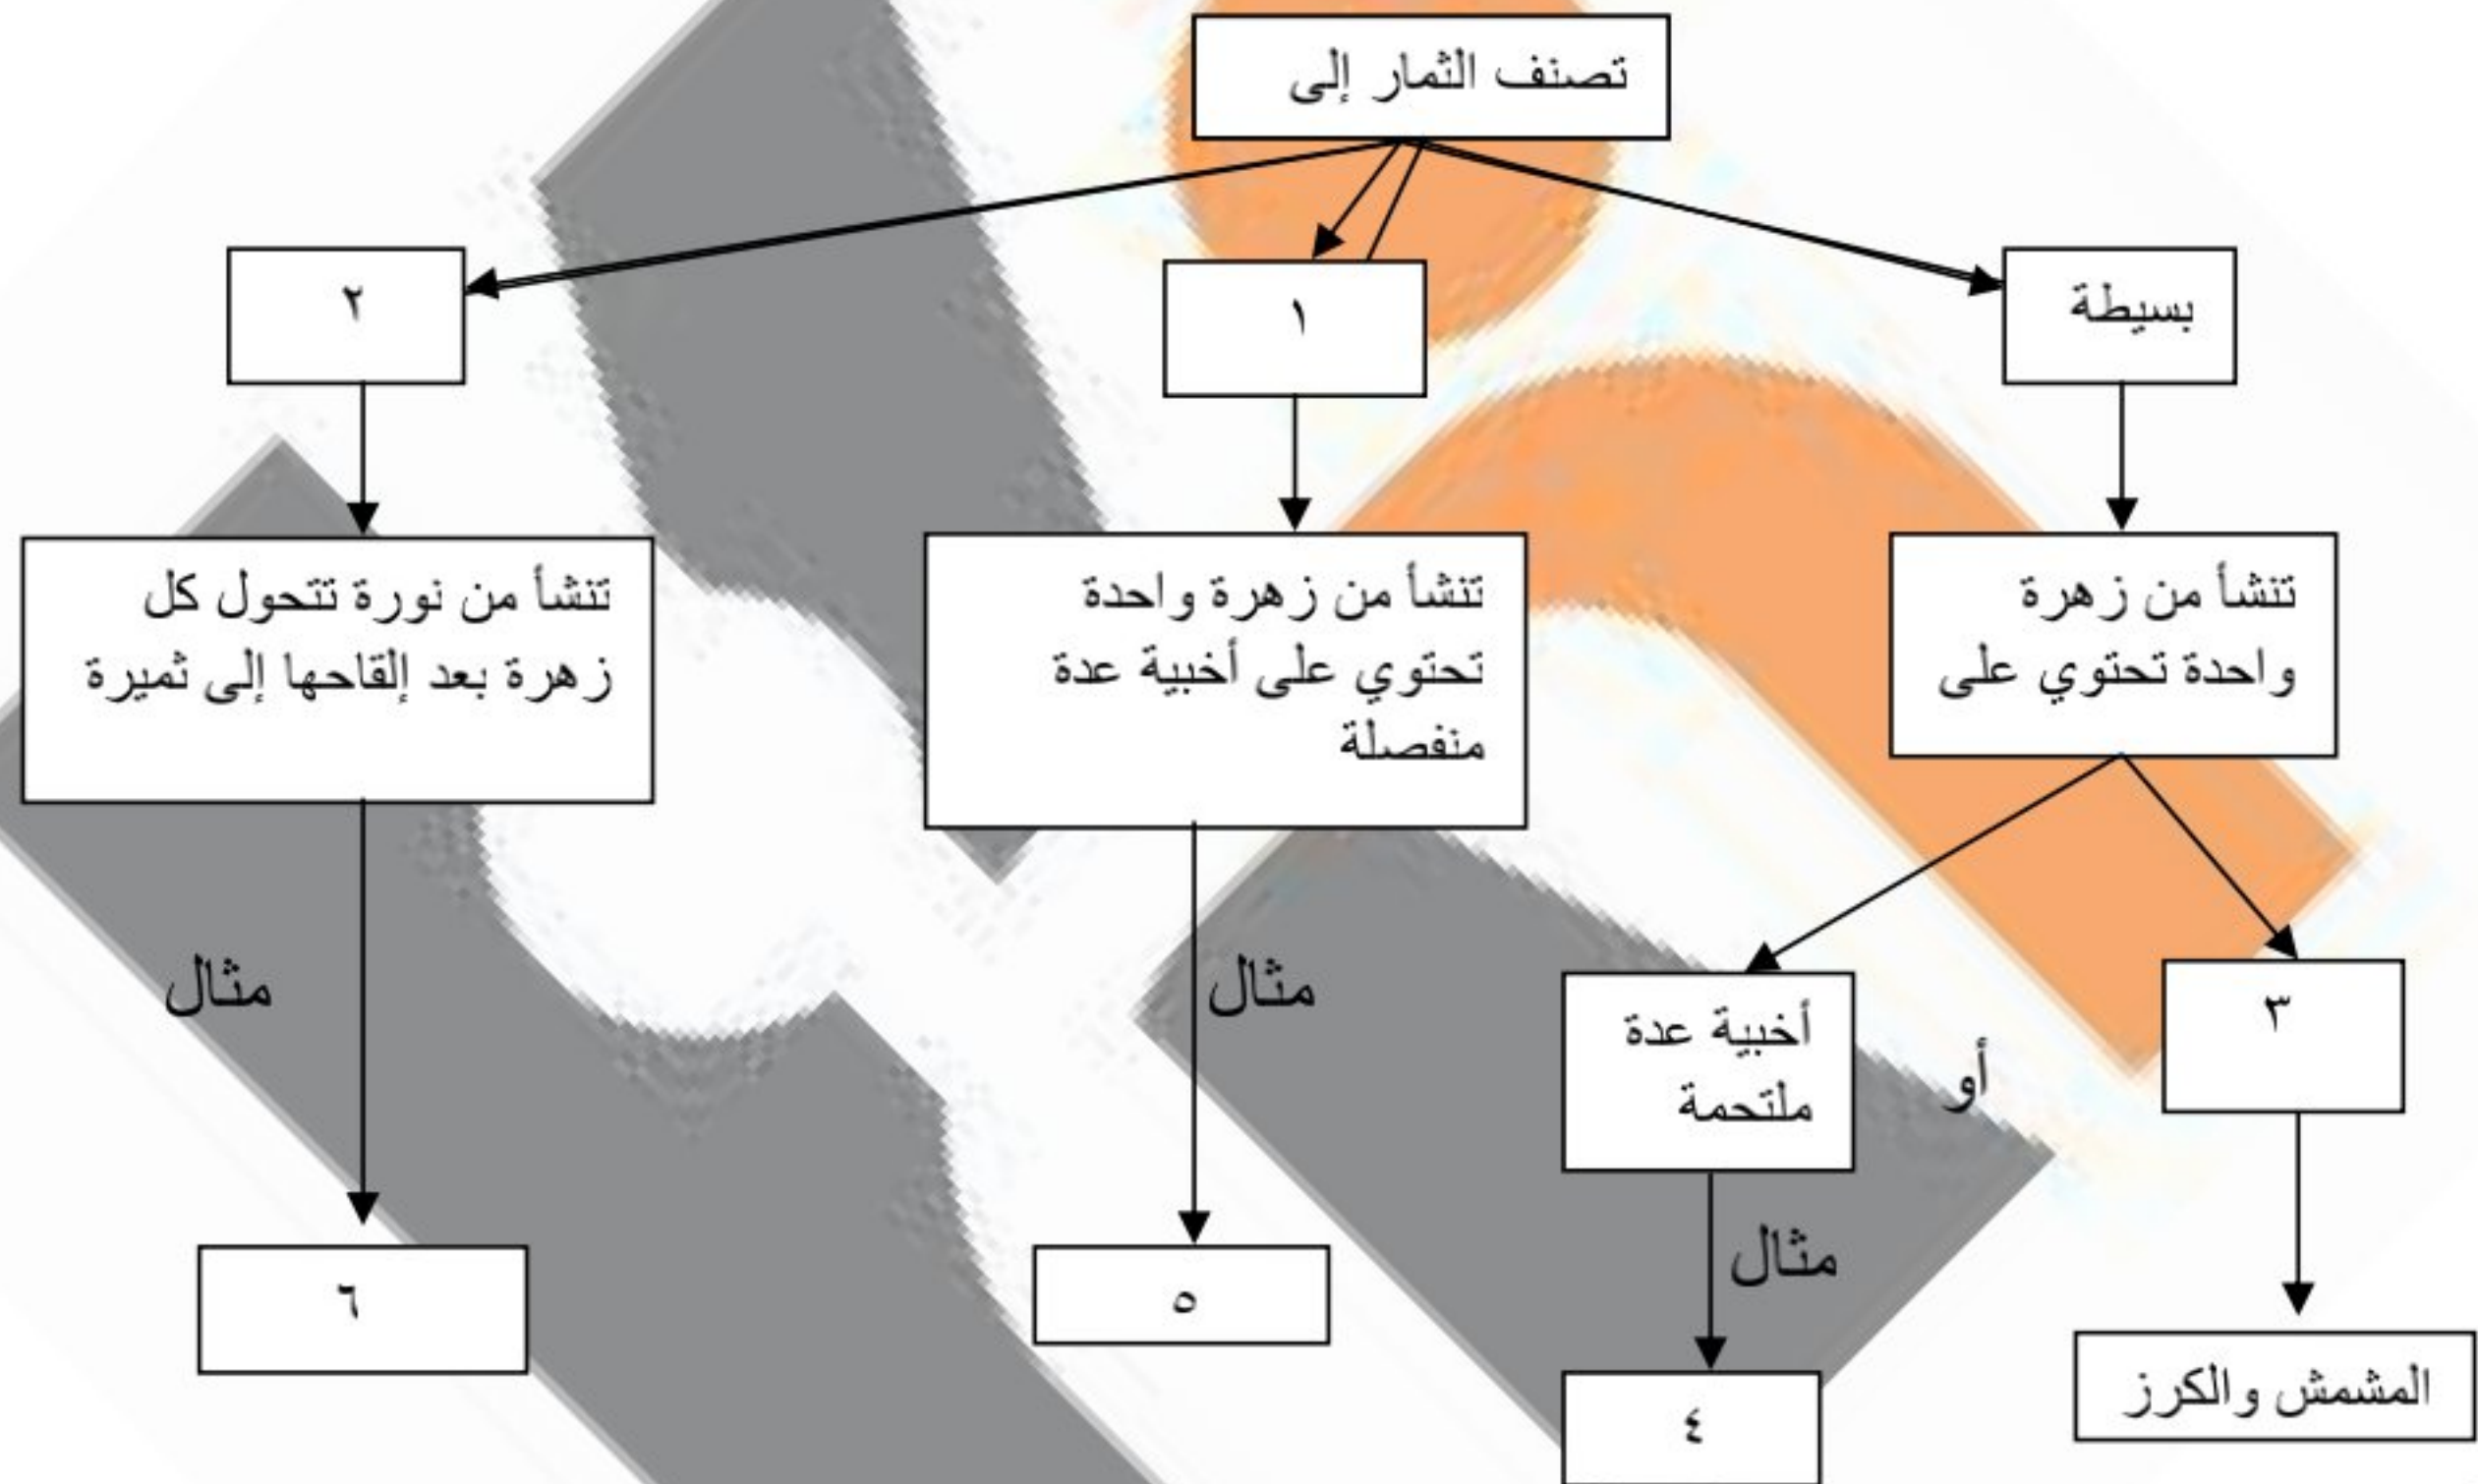 تصنف الثمار إلى
بسيطة
١
٢
تنشأ من زهرة
واحدة تحتوي على
تنشأ من زهرة واحدة
تحتوي على أخبية عدة
منفصلة
تنشأ من نورة تتحول كل
زهرة بعد إلقاحها إلى ثميرة
٣
أو
أخبية عدة
ملتحمة
مثال
مثال
المشمش والكرز
مثال
٤
٥
٦